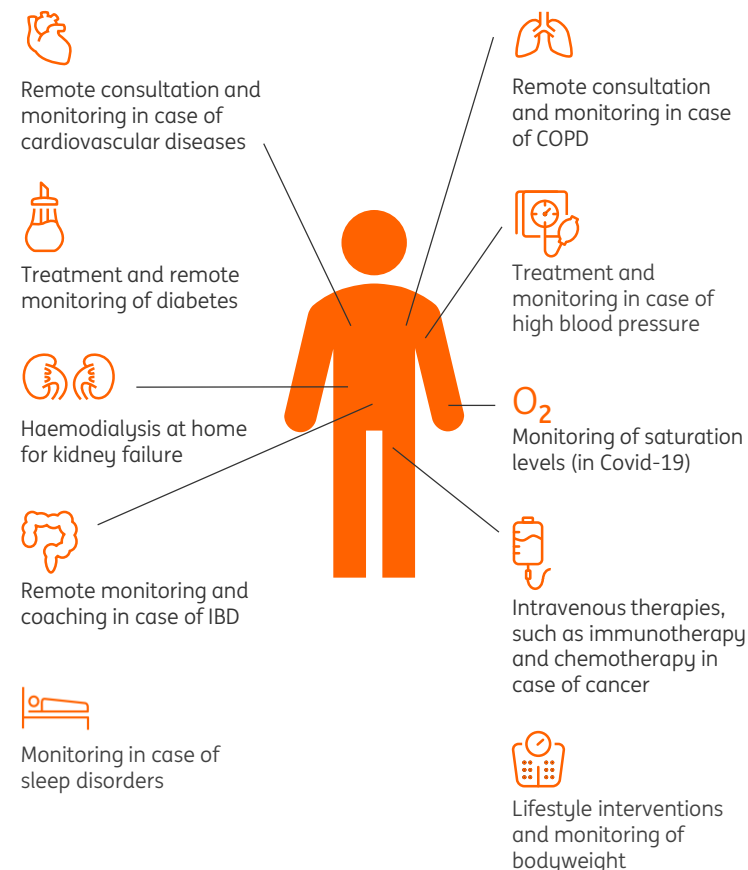 Remote consultation and
monitoring in case of
cardiovascular diseases
Treatment and remote
monitoring of diabetes
Haemodialysis at home
for kidney failure
Remote monitoring and
coaching in case of IBD
Monitoring in case of
sleep disorders
Remote consultation
and monitoring in case
of COPD
Treatment and
monitoring in case of
high blood pressure
O₂
Monitoring of saturation
levels (in Covid-19)
Intravenous therapies,
such as immunotherapy
and chemotherapy in
case of cancer
Lifestyle interventions
and monitoring of
bodyweight